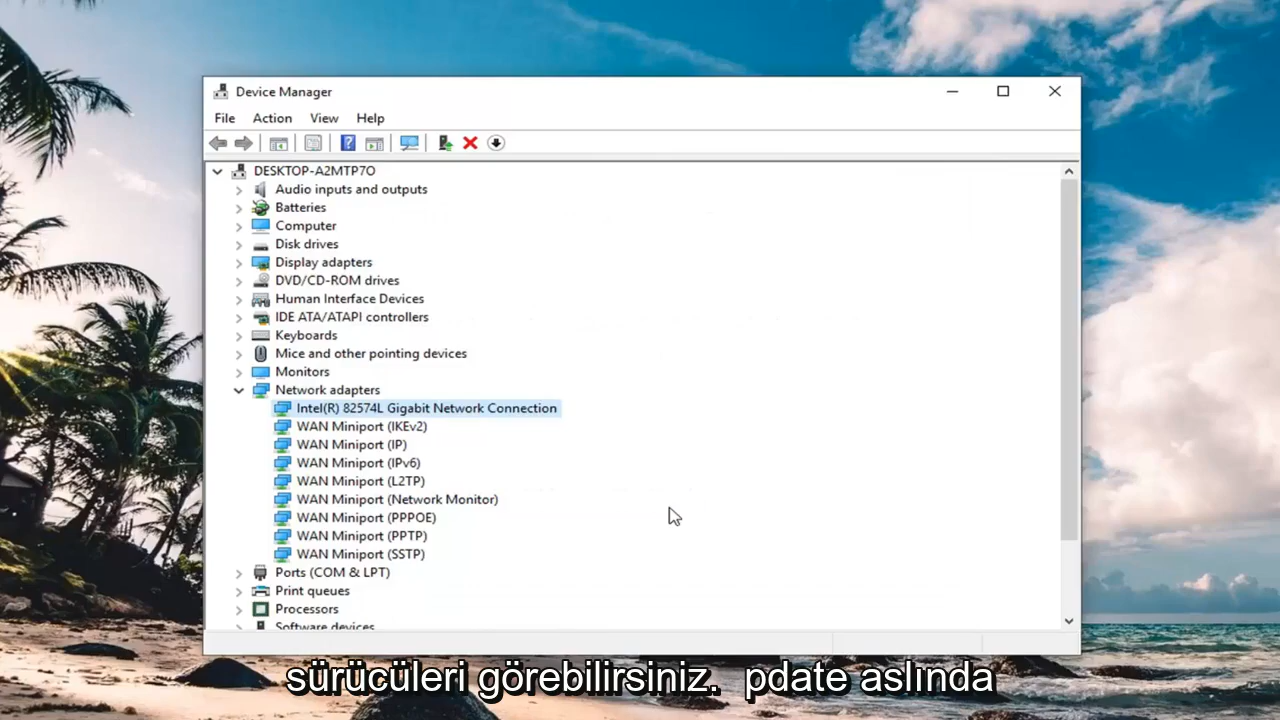 Device Manager
File Action View Help
DESKTOP-A2MTP7O
Audio inputs and outputs
Batteries
Computer
Disk drives
Display adapters
DVD/CD-ROM drives
Human Interface Devices
IDE ATA/ATAPI controllers
Keyboards
Mice and other pointing devices
Monitors
Network adapters
Intel(R) 82574L Gigabit Network Connection
WAN Miniport (IKEv2)
WAN Miniport (IP)
WAN Miniport (IPv6)
WAN Miniport (L2TP)
WAN Miniport (Network Monitor)
WAN Miniport (PPPOE)
WAN Miniport (PPTP)
WAN Miniport (SSTP)
Ports (COM & LPT)
Print queues
Processors
Software devices
sürücüleri görebilirsiniz. pdate aslında